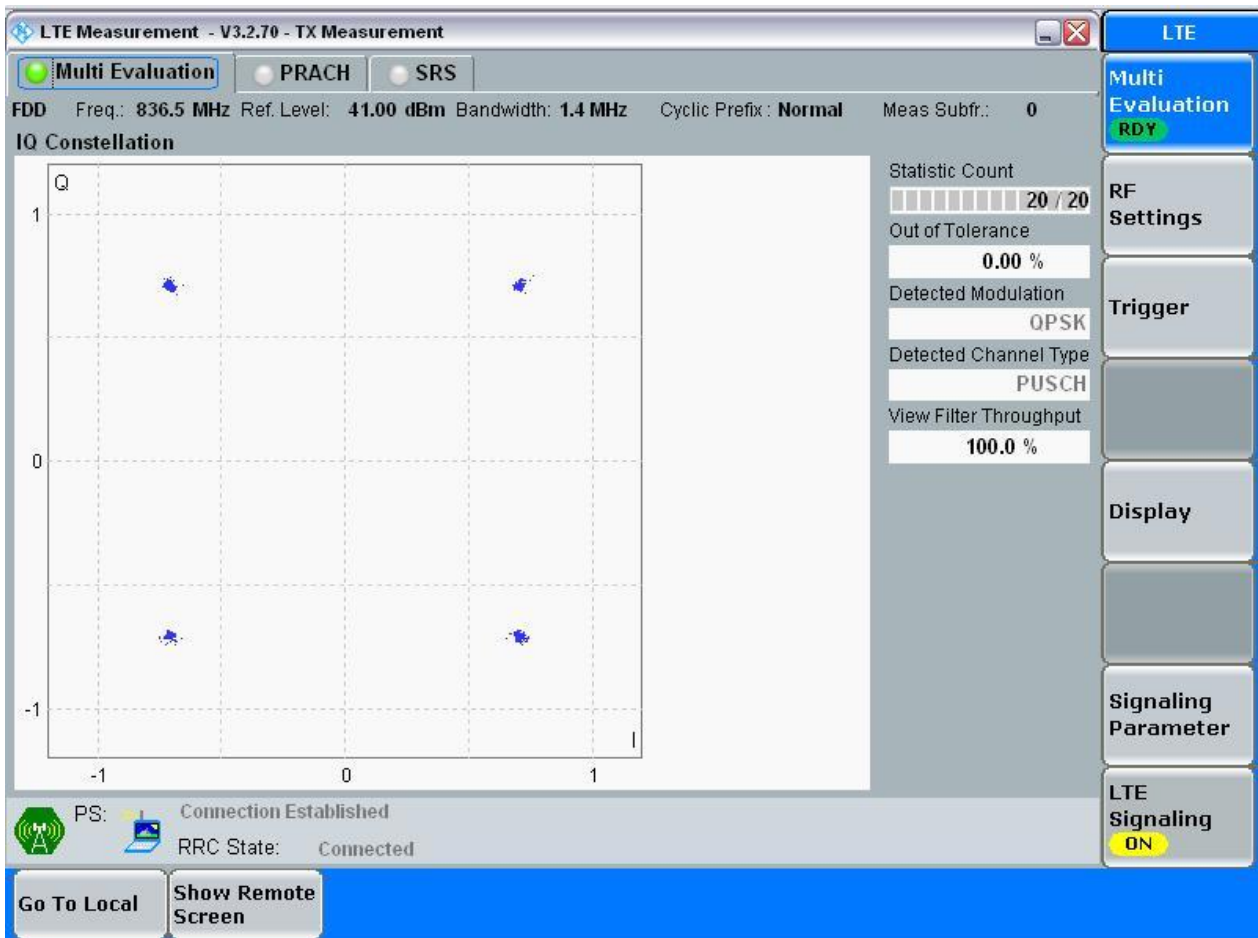 LTE Measurement - V3.2.70 - TX Measurement
LTE
Multi Evaluation PRACH SRS
FDD Freq.: 836.5 MHz Ref. Level: 41.00 dBm Bandwidth: 1.4 MHz Cyclic Prefix : Normal Meas Subfr.: 0
IQ Constellation
Q
1
0
-1
I
-1 0 1
Statistic Count
20 / 20
Out of Tolerance
0.00 %
Detected Modulation
QPSK
Detected Channel Type
PUSCH
View Filter Throughput
100.0 %
Multi
Evaluation
RDY
RF
Settings
Trigger
Display
Signaling
Parameter
LTE
Signaling
ON
PS: Connection Established
RRC State: Connected
Go To Local
Show Remote
Screen